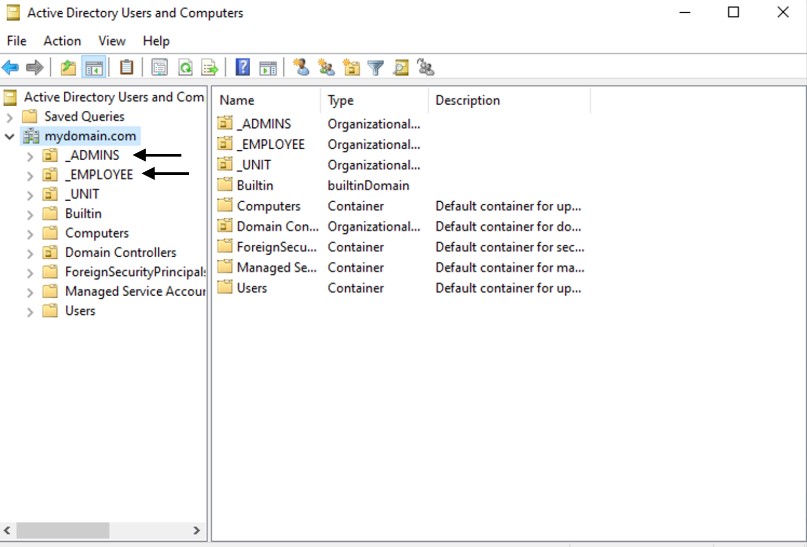 Active Directory Users and Computers
File Action View Help
Active Directory Users and Com
Saved Queries
mydomain.com
_ADMINS
_EMPLOYEE
_UNIT
Builtin
Computers
Domain Controllers
ForeignSecurityPrincipals
Managed Service Accour
Users
Name Type Description
_ADMINS Organizational...
_EMPLOYEE Organizational...
_UNIT Organizational...
Builtin builtinDomain
Computers Container Default container for up...
Domain Con... Organizational... Default container for do...
ForeignSecu... Container Default container for sec...
Managed Se... Container Default container for ma...
Users Container Default container for up...